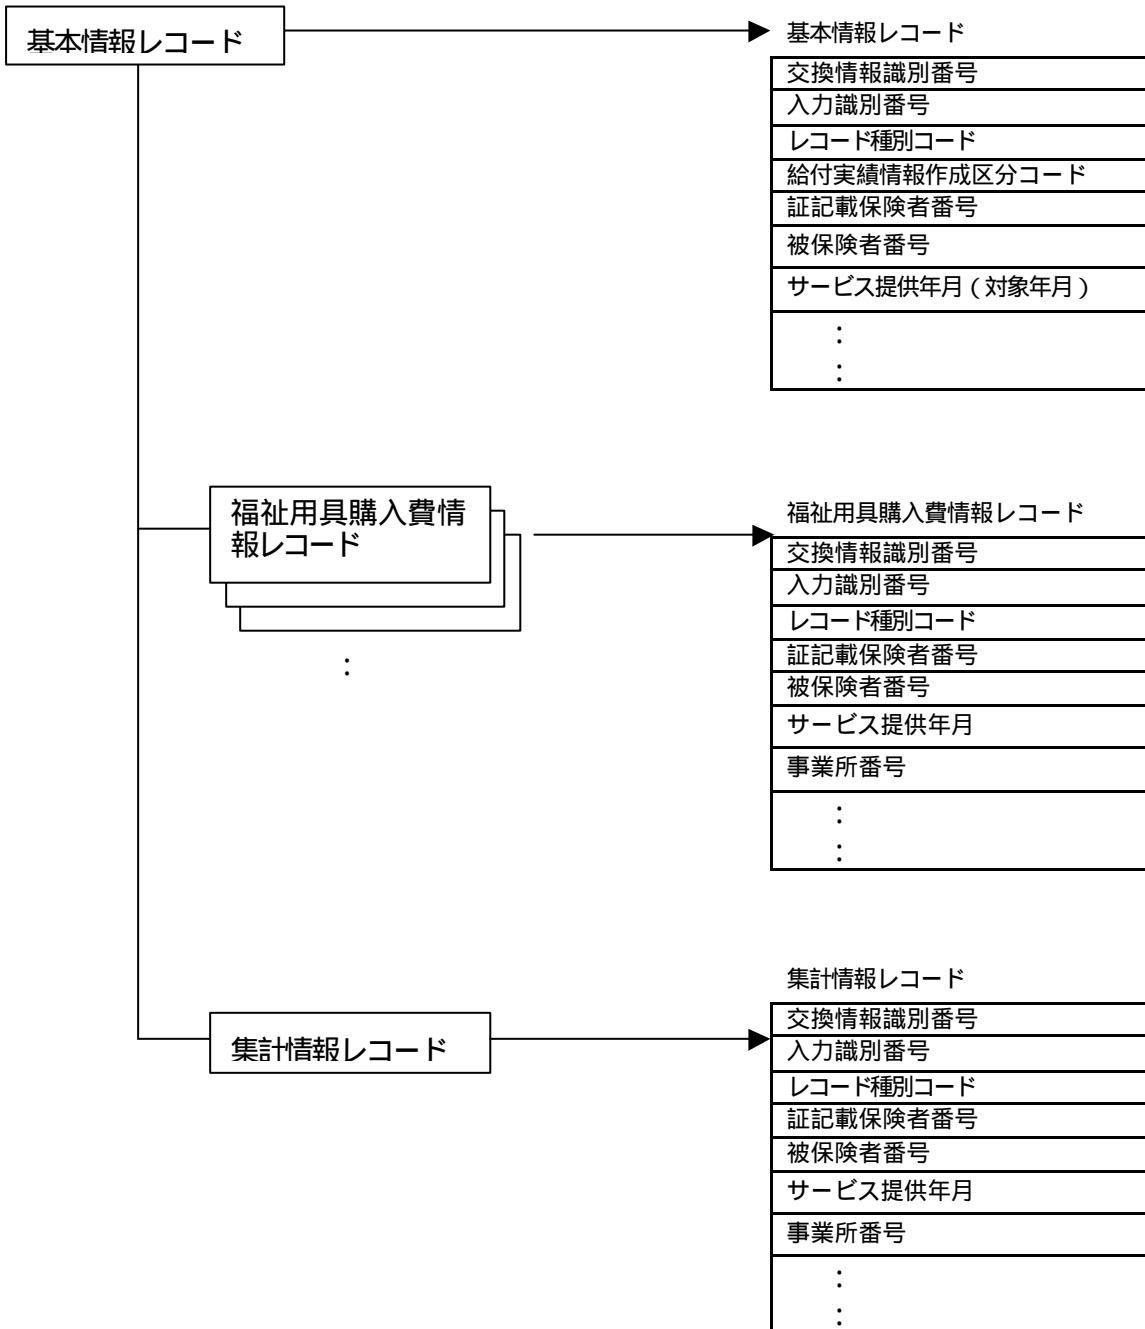 基本情報レコード
基本情報レコード
交換情報識別番号
入力識別番号
レコード種別コード
給付実績情報作成区分コード
証記載保険者番号
被保険者番号
サービス提供年月(対象年月)
:
:
福祉用具購入費情
報レコード
:
福祉用具購入費情報レコード
交換情報識別番号
入力識別番号
レコード種別コード
証記載保険者番号
被保険者番号
サービス提供年月
事業所番号
:
:
集計情報レコード
集計情報レコード
交換情報識別番号
入力識別番号
レコード種別コード
証記載保険者番号
被保険者番号
サービス提供年月
事業所番号
:
: